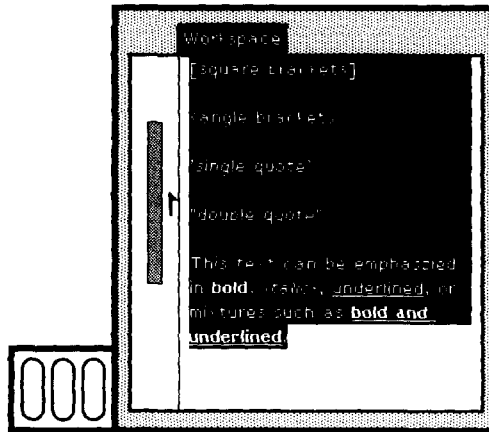 Workspace
[square brackets]
<angle brackets>
'single quote'
"double quote"
This text can be emphasized
in bold, italics, underlined, or
mixtures such as bold and
underlined.